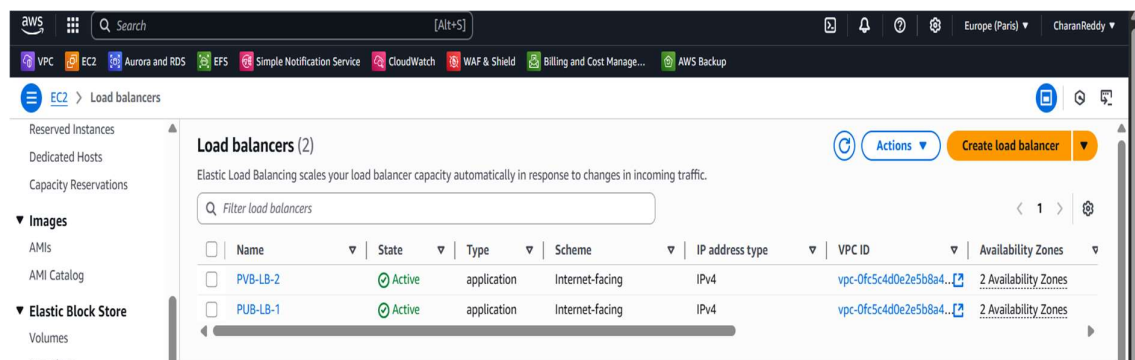 aws Search [Alt+S] Europe (Paris) ▼ CharanReddy ▼
VPC EC2 Aurora and RDS EFS Simple Notification Service CloudWatch WAF & Shield Billing and Cost Manage... AWS Backup
EC2 > Load balancers
Reserved Instances
Dedicated Hosts
Capacity Reservations
▼ Images
AMIs
AMI Catalog
▼ Elastic Block Store
Volumes
Load balancers (2)
Actions ▼ Create load balancer ▼
Elastic Load Balancing scales your load balancer capacity automatically in response to changes in incoming traffic.
Filter load balancers
< 1 >
Name State Type Scheme IP address type VPC ID Availability Zones
PVB-LB-2 Active application Internet-facing IPv4 vpc-0fc5c4d0e2e5b8a4... 2 Availability Zones
PUB-LB-1 Active application Internet-facing IPv4 vpc-0fc5c4d0e2e5b8a4... 2 Availability Zones